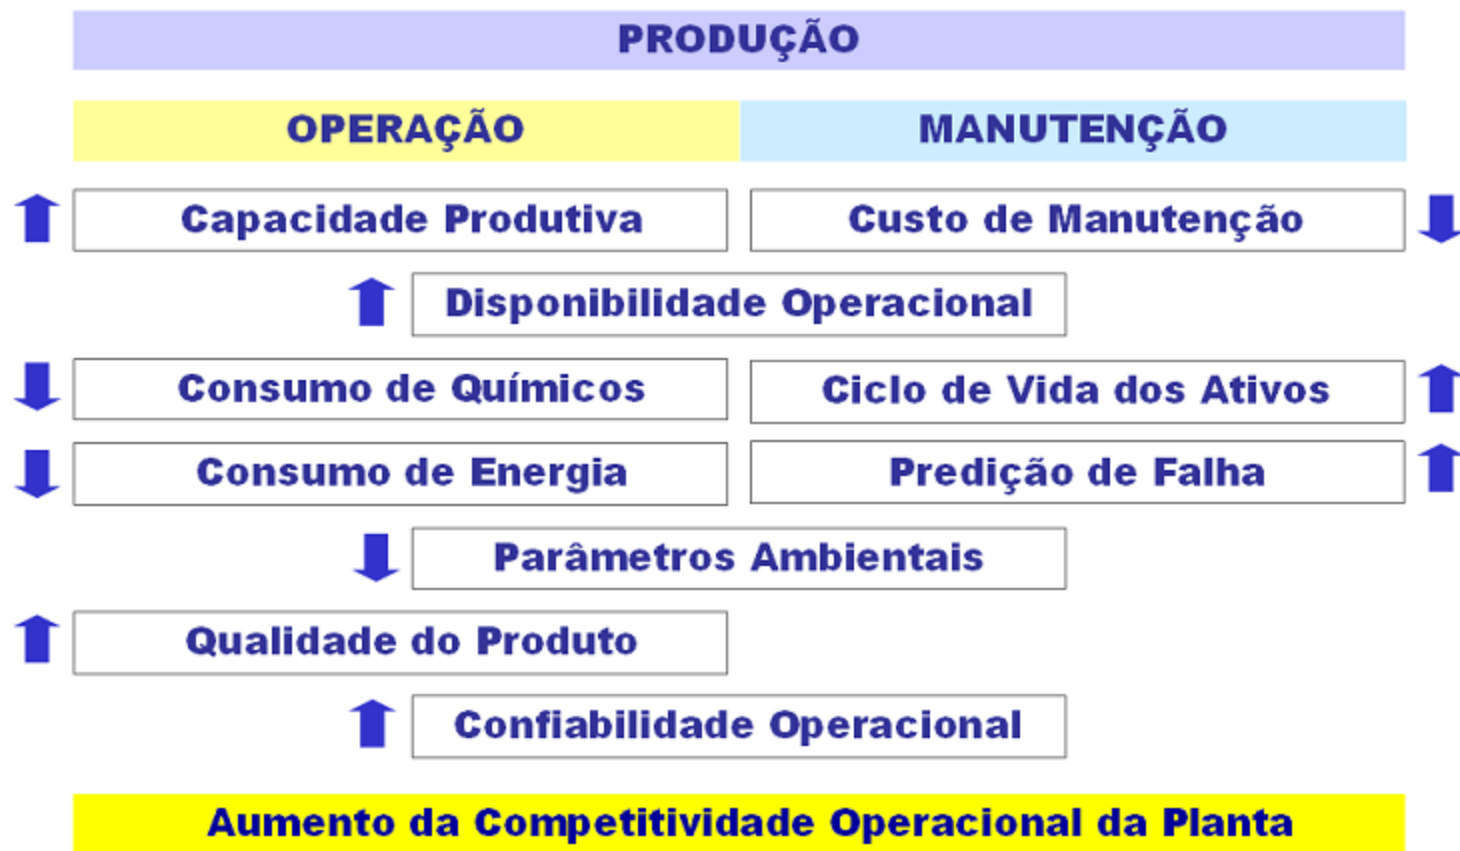 PRODUÇÃO
OPERAÇÃO
MANUTENÇÃO
Capacidade Produtiva
Custo de Manutenção
Disponibilidade Operacional
Consumo de Químicos
Ciclo de Vida dos Ativos
Consumo de Energia
Predição de Falha
Parâmetros Ambientais
Qualidade do Produto
Confiabilidade Operacional
Aumento da Competitividade Operacional da Planta